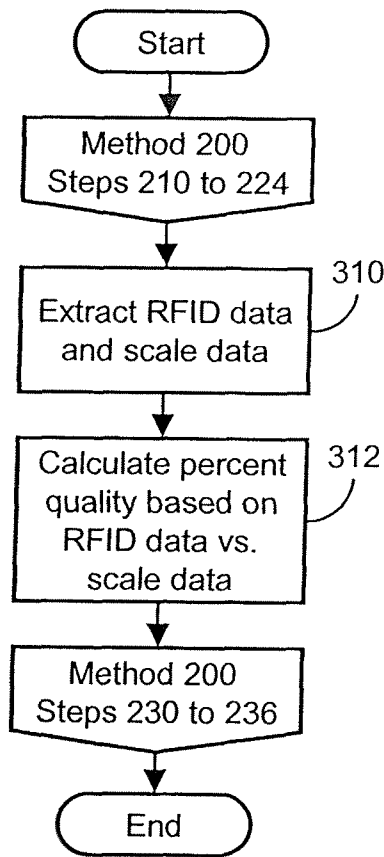 Start
Method 200
Steps 210 to 224
310
Extract RFID data
and scale data
312
Calculate percent
quality based on
RFID data vs.
scale data
Method 200
Steps 230 to 236
End